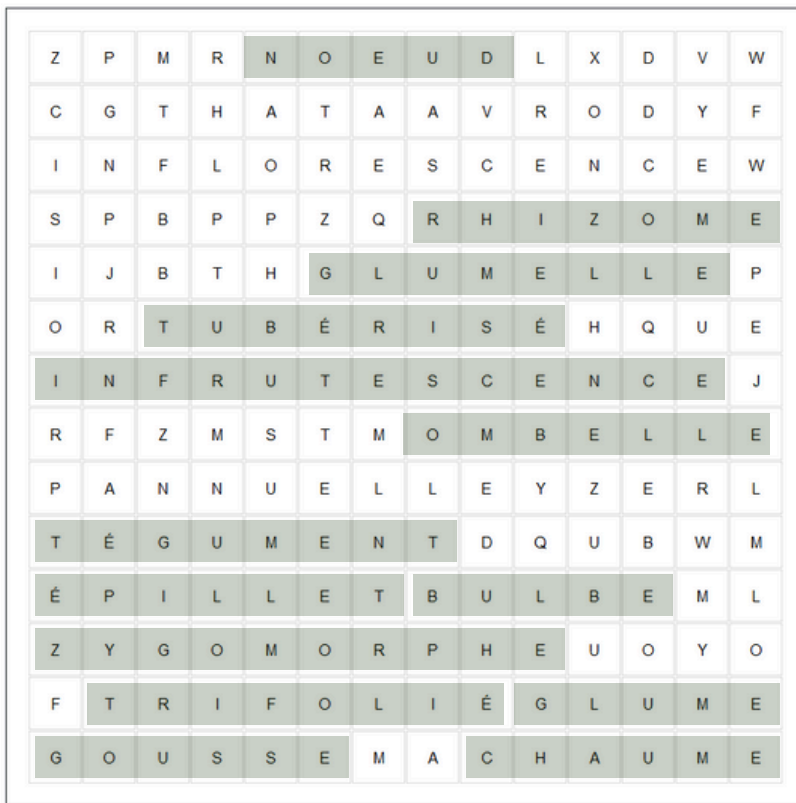 Z P M R N O E U D L X D V W
C G T H A T A A V R O D Y F
I N F L O R E S C E N C E W
S P B P P Z Q R H I Z O M E
I J B T H G L U M E L L E P
O R T U B É R I S É H Q U E
I N F R U T E S C E N C E J
R F Z M S T M O M B E L L E
P A N N U E L L E Y Z E R L
T É G U M E N T D Q U B W M
É P I L L E T B U L B E M L
Z Y G O M O R P H E U O Y O
F T R I F O L I É G L U M E
G O U S S E M A C H A U M E